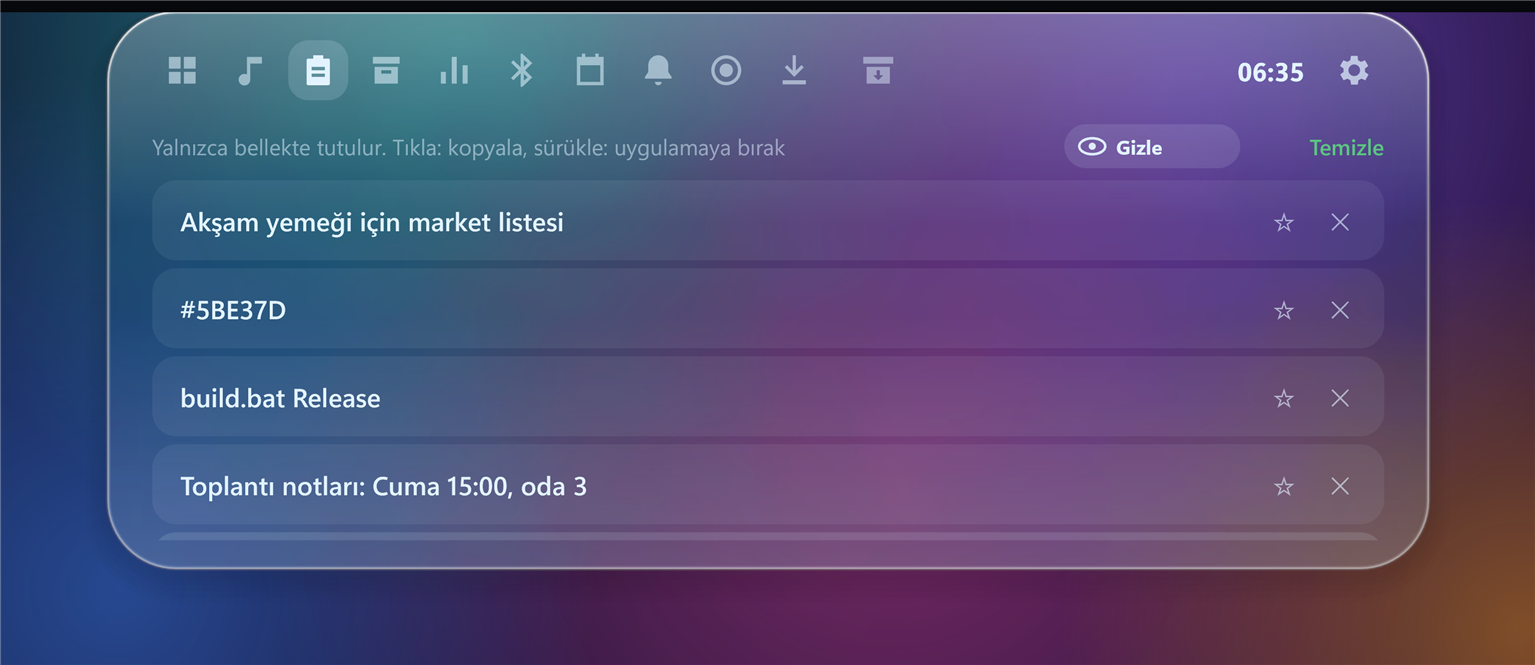 06:35
Yalnızca bellekte tutulur. Tıkla: kopyala, sürükle: uygulamaya bırak Gizle Temizle
Akşam yemeği için market listesi
#5BE37D
build.bat Release
Toplantı notları: Cuma 15:00, oda 3